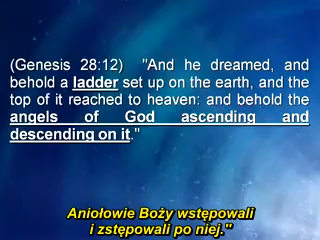 (Genesis 28:12) "And he dreamed, and
behold a ladder set up on the earth, and the
top of it reached to heaven: and behold the
angels of God ascending and
descending on it."
Aniołowie Boży wstępowali
i zstępowali po niej."